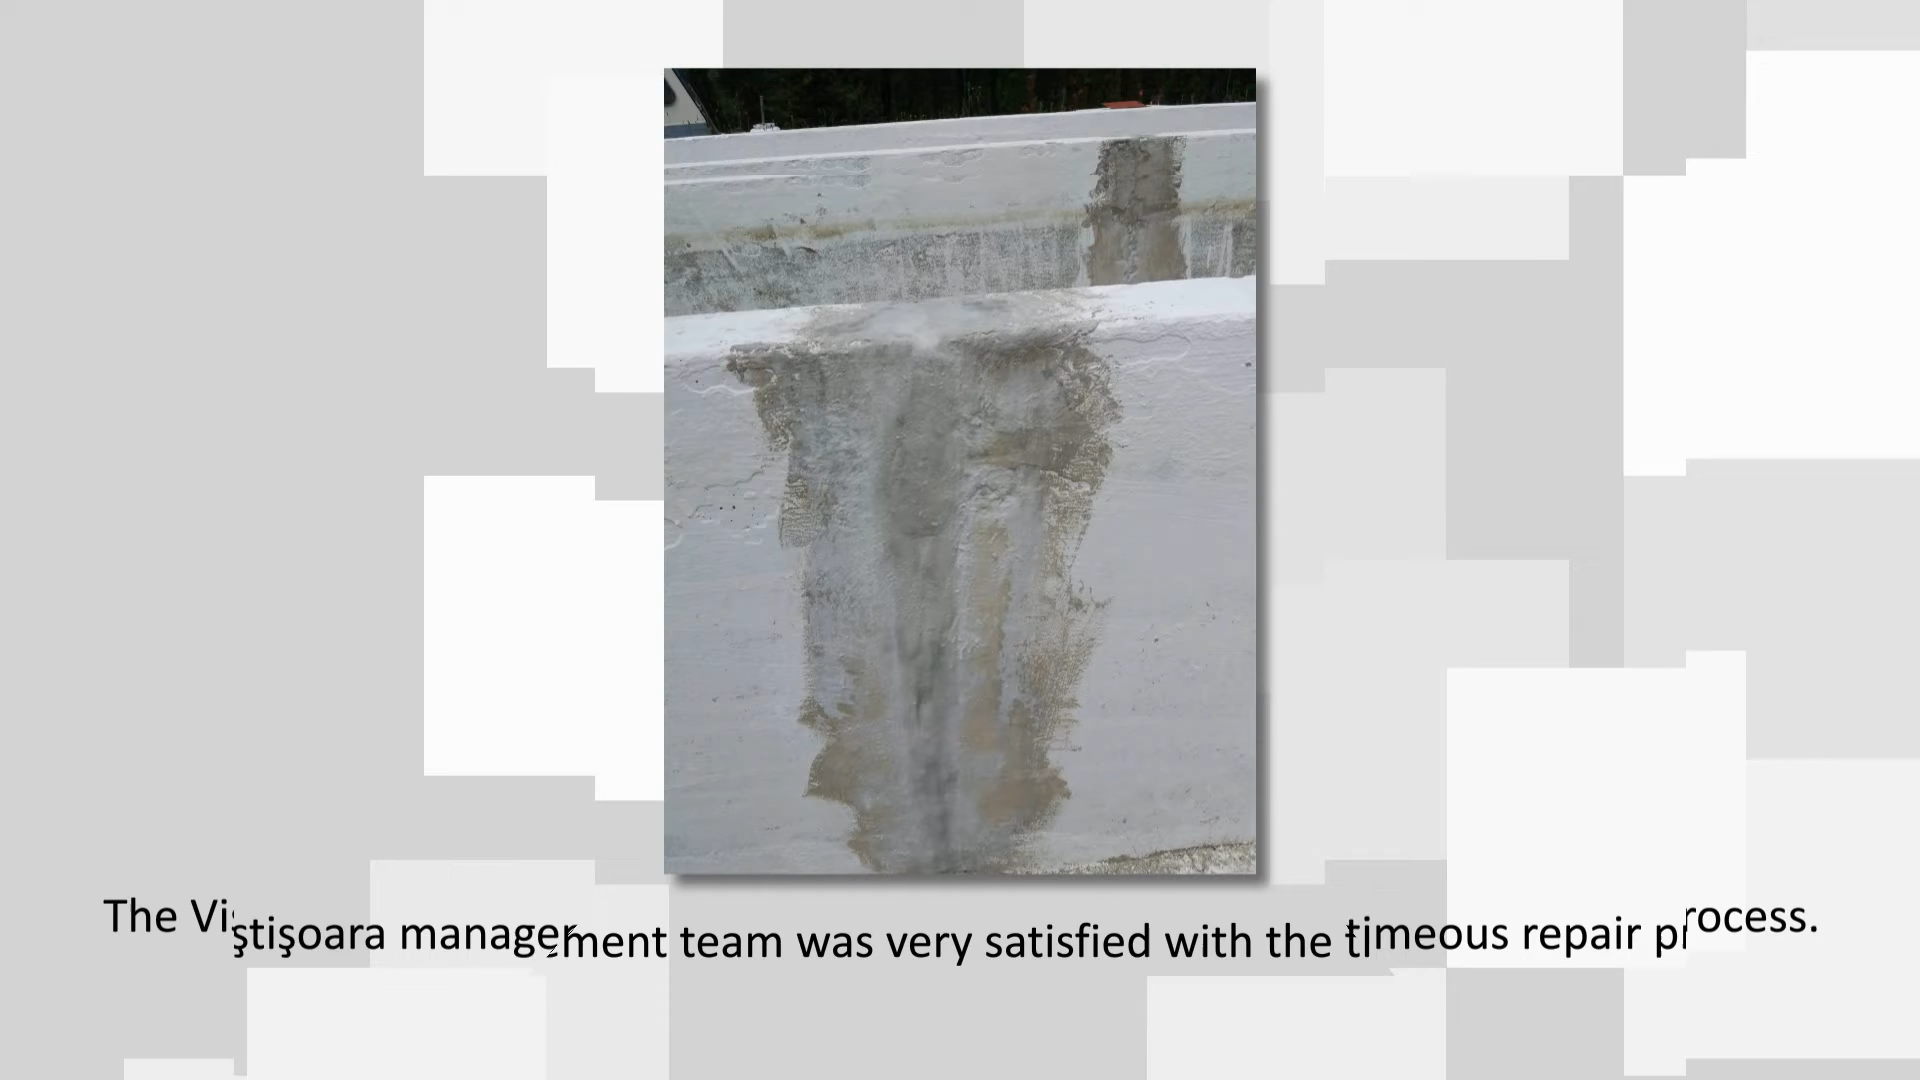 The Viştişoara management team was very satisfied with the timeous repair process.